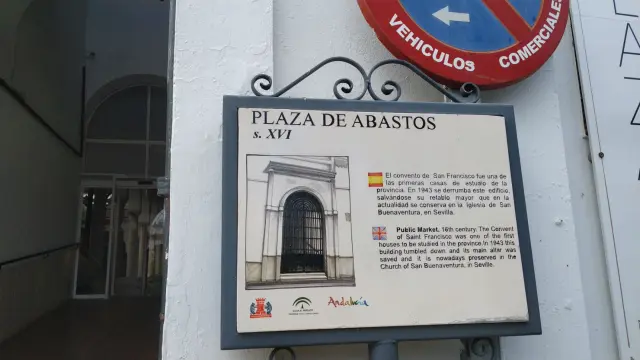 VEHICULOS COMERCIALES
PLAZA DE ABASTOS
s. XVI
El convento de San Francisco fue una de
las primeras casas de estudio de la
provincia. En 1943 se derrumba este edificio,
salvándose su retablo mayor que en la
actualidad se conserva en la Iglesia de San
Buenaventura, en Sevilla.
Public Market, 16th century. The Convent
of Saint Francisco was one of the first
houses to be studied in the province.In 1943 this
building tumbled down and its main altar was
saved and it is nowadays preserved in the
Church of San Buenaventura, in Seville.
Andalucía